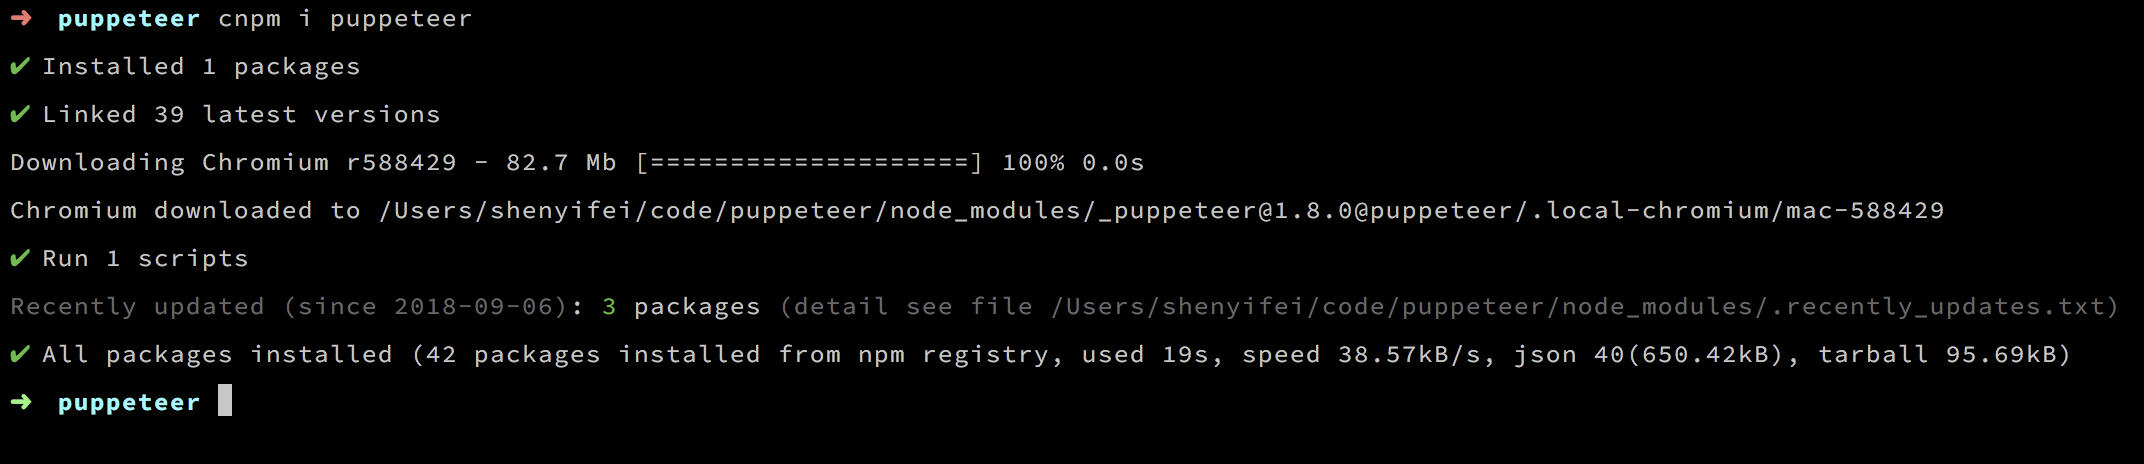 ➜ puppeteer cnpm i puppeteer
✔ Installed 1 packages
✔ Linked 39 latest versions
Downloading Chromium r588429 - 82.7 Mb [====================] 100% 0.0s
Chromium downloaded to /Users/shenyifei/code/puppeteer/node_modules/_puppeteer@1.8.0@puppeteer/.local-chromium/mac-588429
✔ Run 1 scripts
Recently updated (since 2018-09-06): 3 packages (detail see file /Users/shenyifei/code/puppeteer/node_modules/.recently_updates.txt)
✔ All packages installed (42 packages installed from npm registry, used 19s, speed 38.57kB/s, json 40(650.42kB), tarball 95.69kB)
➜ puppeteer